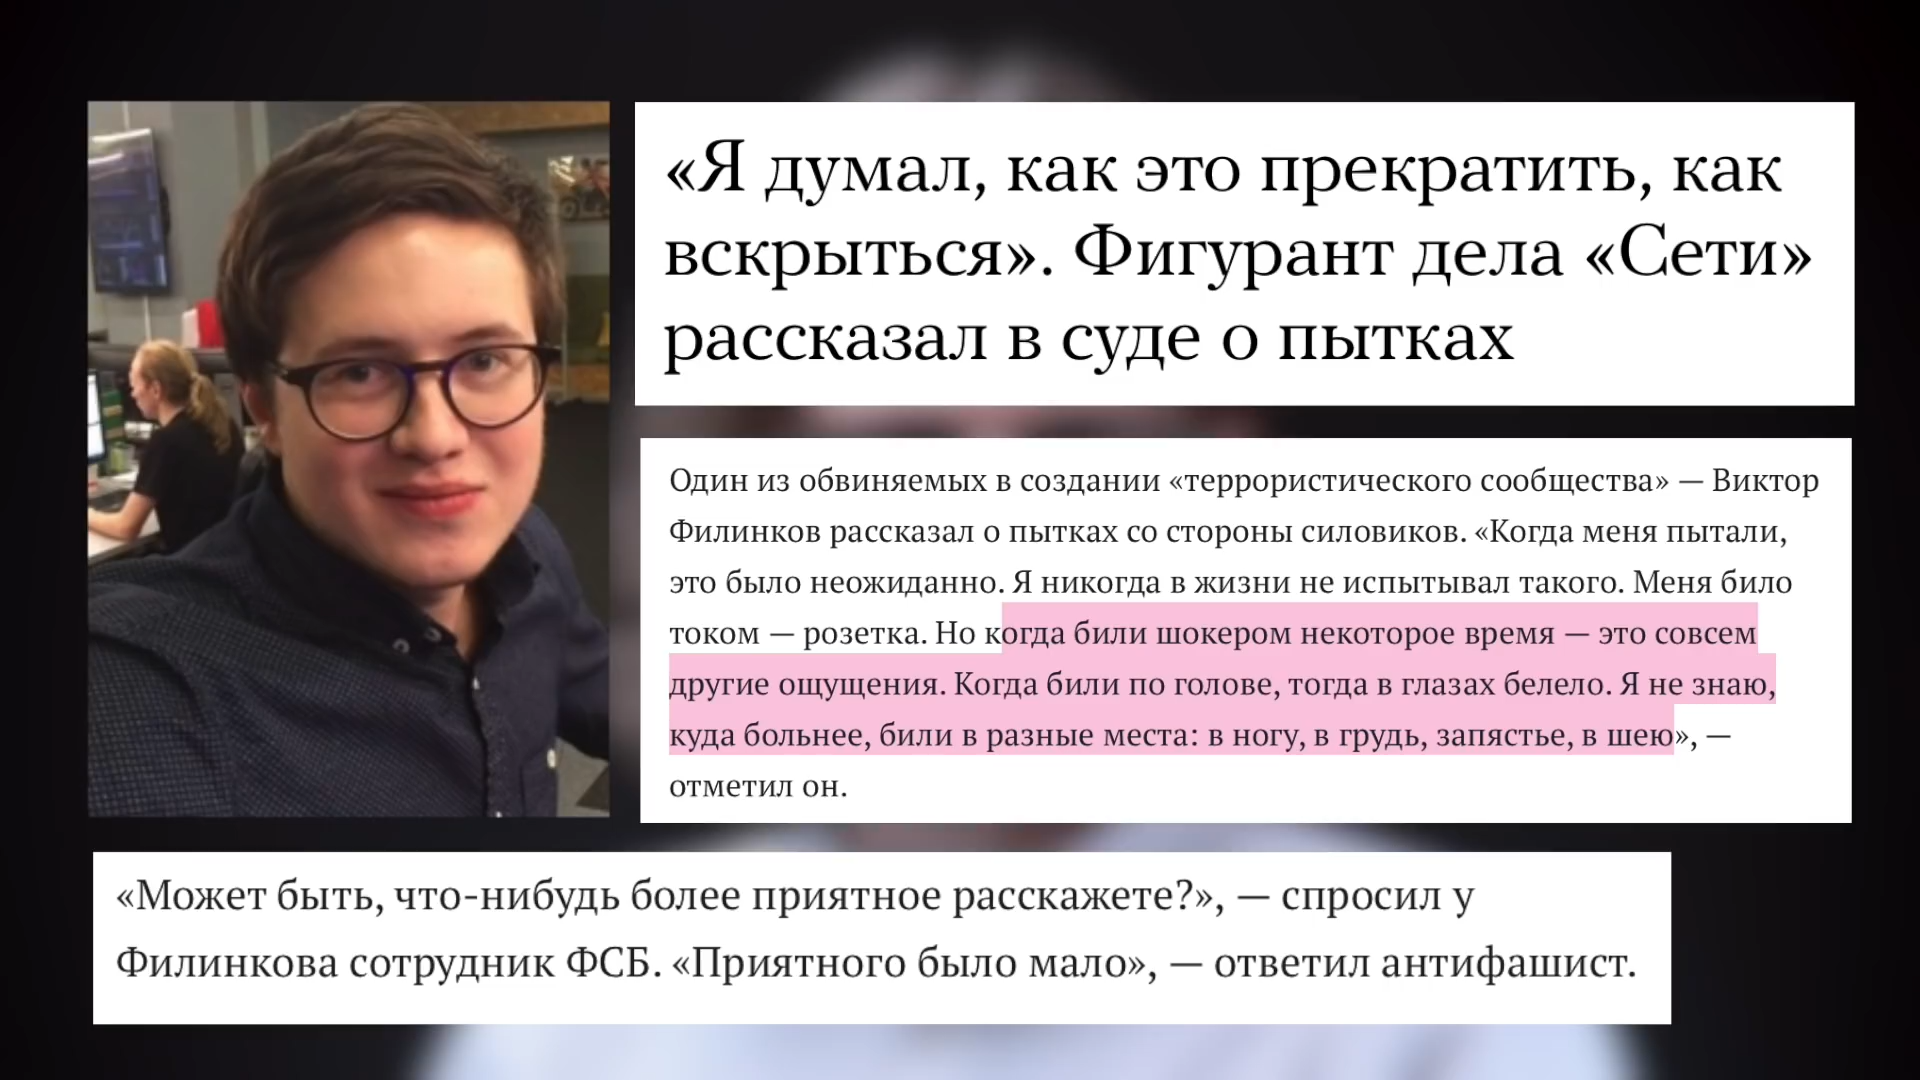 «Я думал, как это прекратить, как
вскрыться». Фигурант дела «Сети»
рассказал в суде о пытках
Один из обвиняемых в создании «террористического сообщества» — Виктор
Филинков рассказал о пытках со стороны силовиков. «Когда меня пытали,
это было неожиданно. Я никогда в жизни не испытывал такого. Меня било
током — розетка. Но когда били шокером некоторое время — это совсем
другие ощущения. Когда били по голове, тогда в глазах белело. Я не знаю,
куда больнее, били в разные места: в ногу, в грудь, запястье, в шею», —
отметил он.
«Может быть, что-нибудь более приятное расскажете?», — спросил у
Филинкова сотрудник ФСБ. «Приятного было мало», — ответил антифашист.